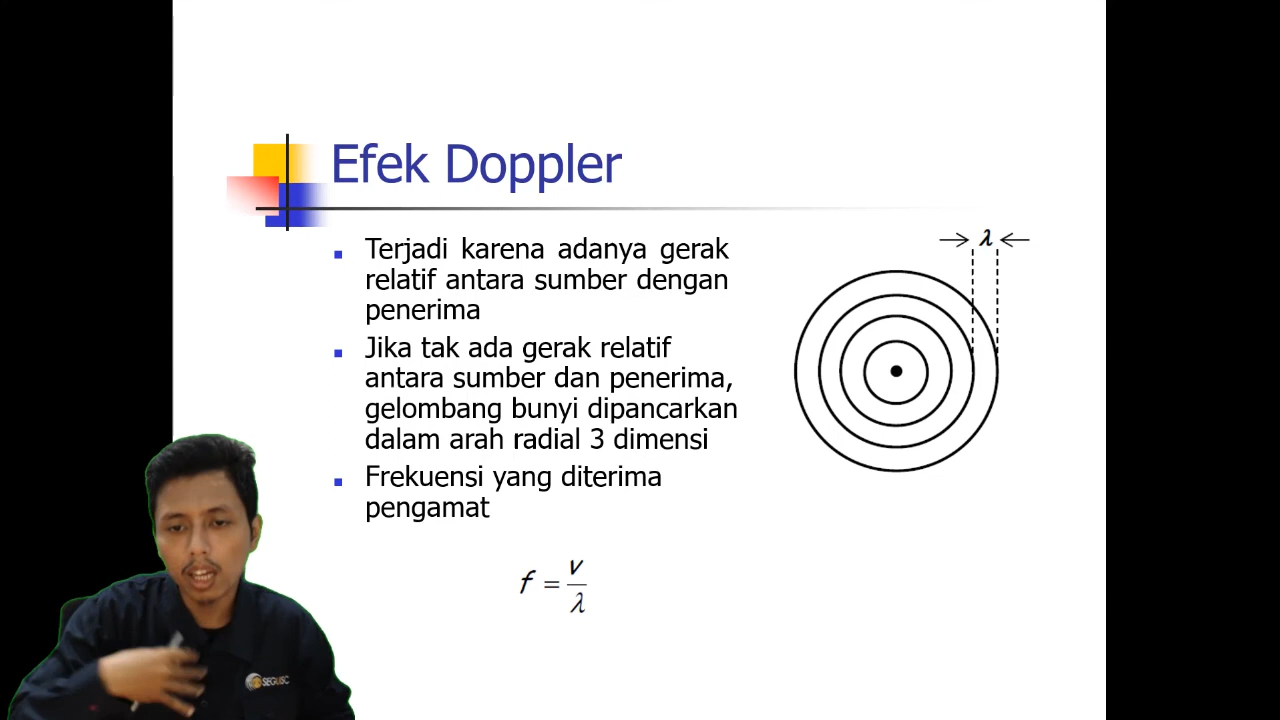 Efek Doppler
Terjadi karena adanya gerak
relatif antara sumber dengan
penerima
Jika tak ada gerak relatif
antara sumber dan penerima,
gelombang bunyi dipancarkan
dalam arah radial 3 dimensi
Frekuensi yang diterima
pengamat
f = v/λ
λ